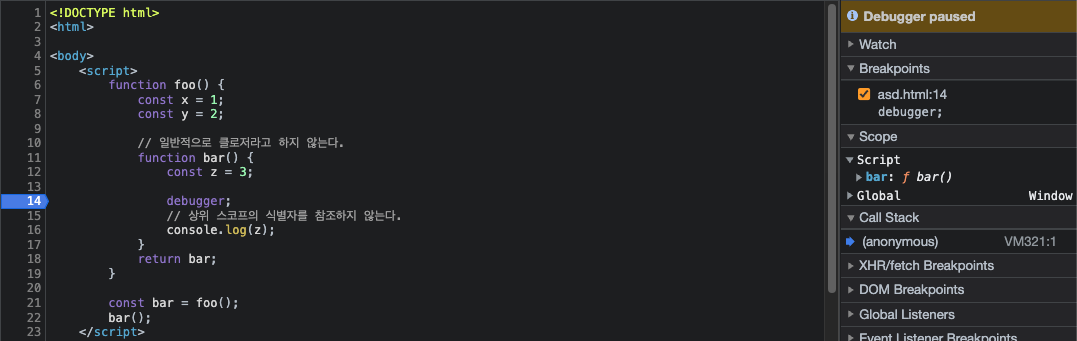 1 <!DOCTYPE html>
2 <html>
3
4 <body>
5 <script>
6 function foo() {
7 const x = 1;
8 const y = 2;
9
10 // 일반적으로 클로저라고 하지 않는다.
11 function bar() {
12 const z = 3;
13
14 debugger;
15 // 상위 스코프의 식별자를 참조하지 않는다.
16 console.log(z);
17 }
18 return bar;
19 }
20
21 const bar = foo();
22 bar();
23 </script>
Debugger paused
Watch
Breakpoints
asd.html:14
debugger;
Scope
Script
bar: ƒ bar()
Global Window
Call Stack
(anonymous) VM321:1
XHR/fetch Breakpoints
DOM Breakpoints
Global Listeners
Event Listener Breakpoints